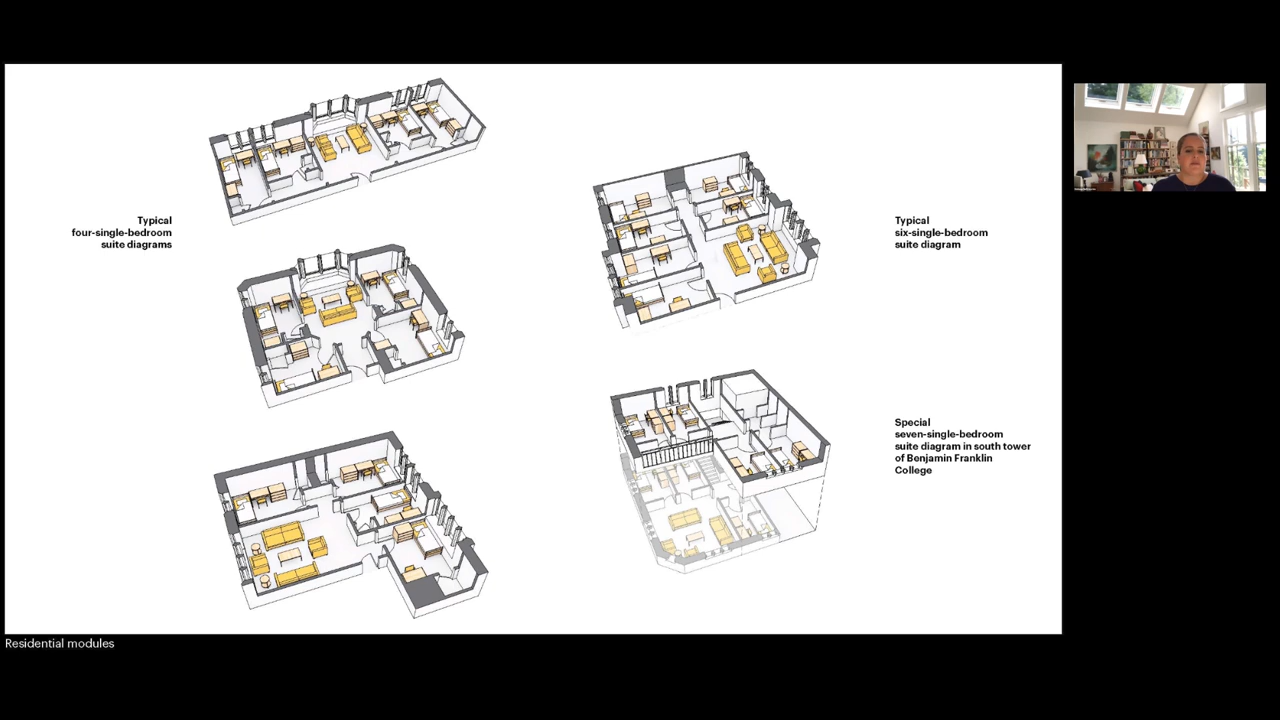 Typical
four-single-bedroom
suite diagrams
Typical
six-single-bedroom
suite diagram
Special
seven-single-bedroom
suite diagram in south tower
of Benjamin Franklin
College
Residential modules